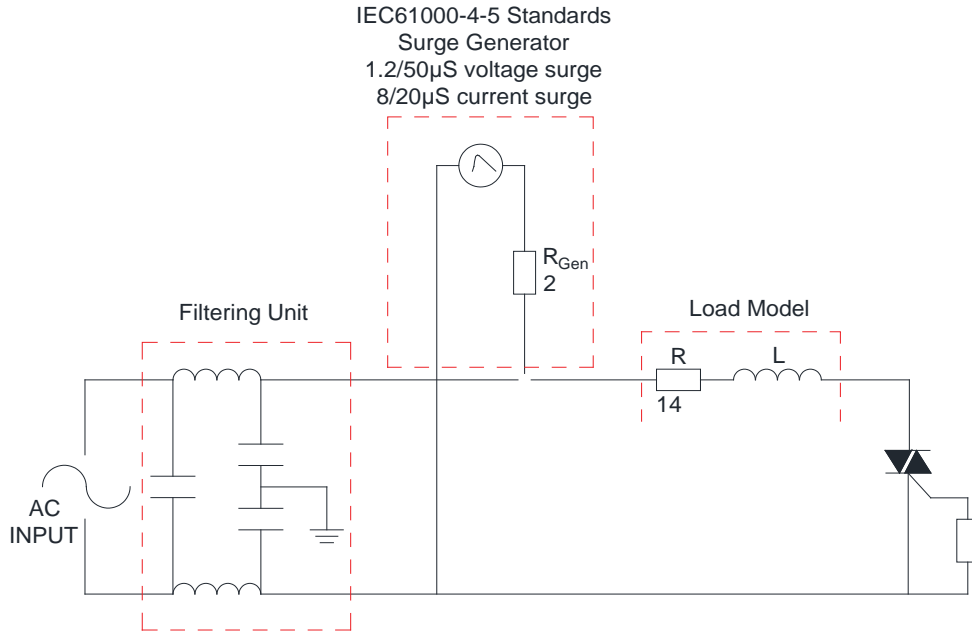 IEC61000-4-5 Standards
Surge Generator
1.2/50µS voltage surge
8/20µS current surge
R_Gen
2
Filtering Unit
Load Model
R
L
14
AC
INPUT